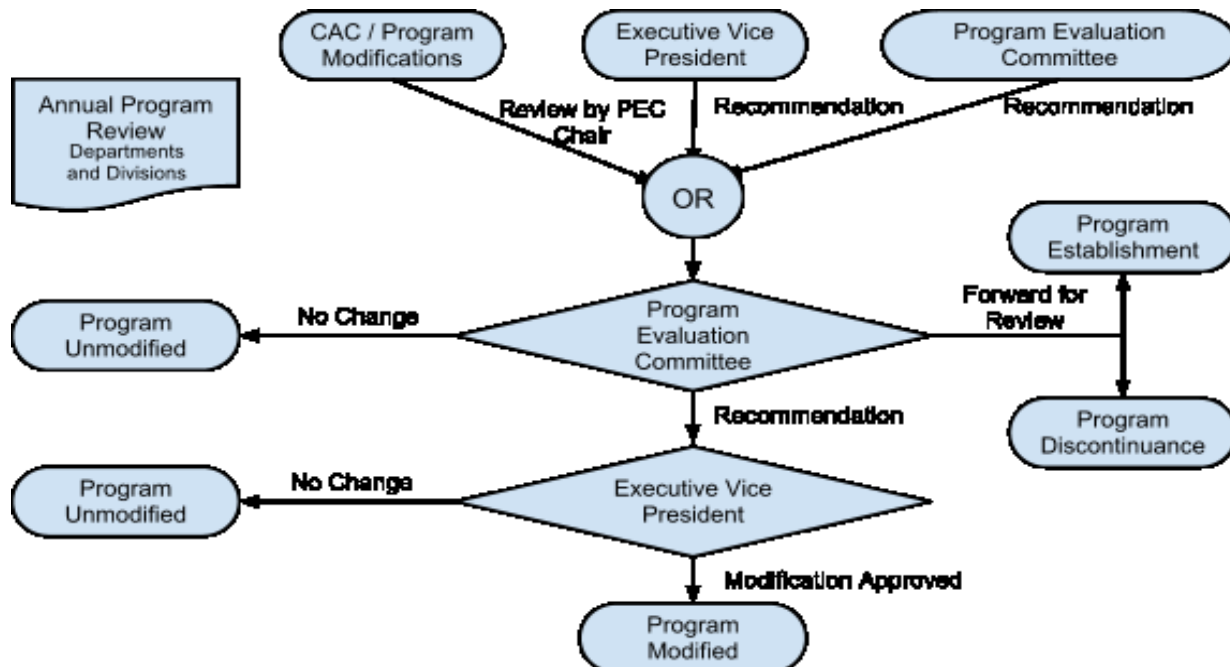 CAC / Program
Modifications
Executive Vice
President
Program Evaluation
Committee
Annual Program
Review
Departments
and Divisions
Review by PEC
Chair
Recommendation
Recommendation
OR
Program
Establishment
No Change
Program
Unmodified
Program
Evaluation
Committee
Forward for
Review
Recommendation
Program
Discontinuance
No Change
Program
Unmodified
Executive Vice
President
Modification Approved
Program
Modified